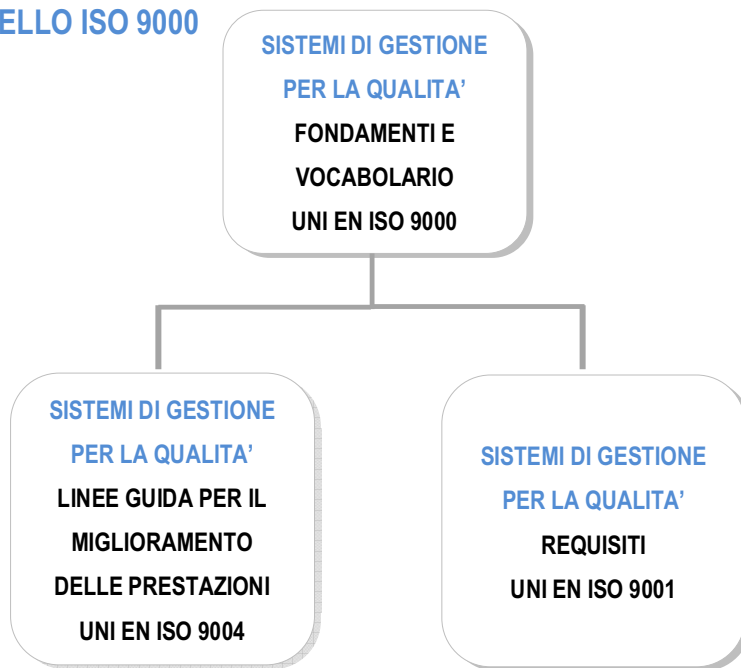 ELLO ISO 9000
SISTEMI DI GESTIONE
PER LA QUALITA’
FONDAMENTI E
VOCABOLARIO
UNI EN ISO 9000
SISTEMI DI GESTIONE
PER LA QUALITA’
LINEE GUIDA PER IL
MIGLIORAMENTO
DELLE PRESTAZIONI
UNI EN ISO 9004
SISTEMI DI GESTIONE
PER LA QUALITA’
REQUISITI
UNI EN ISO 9001